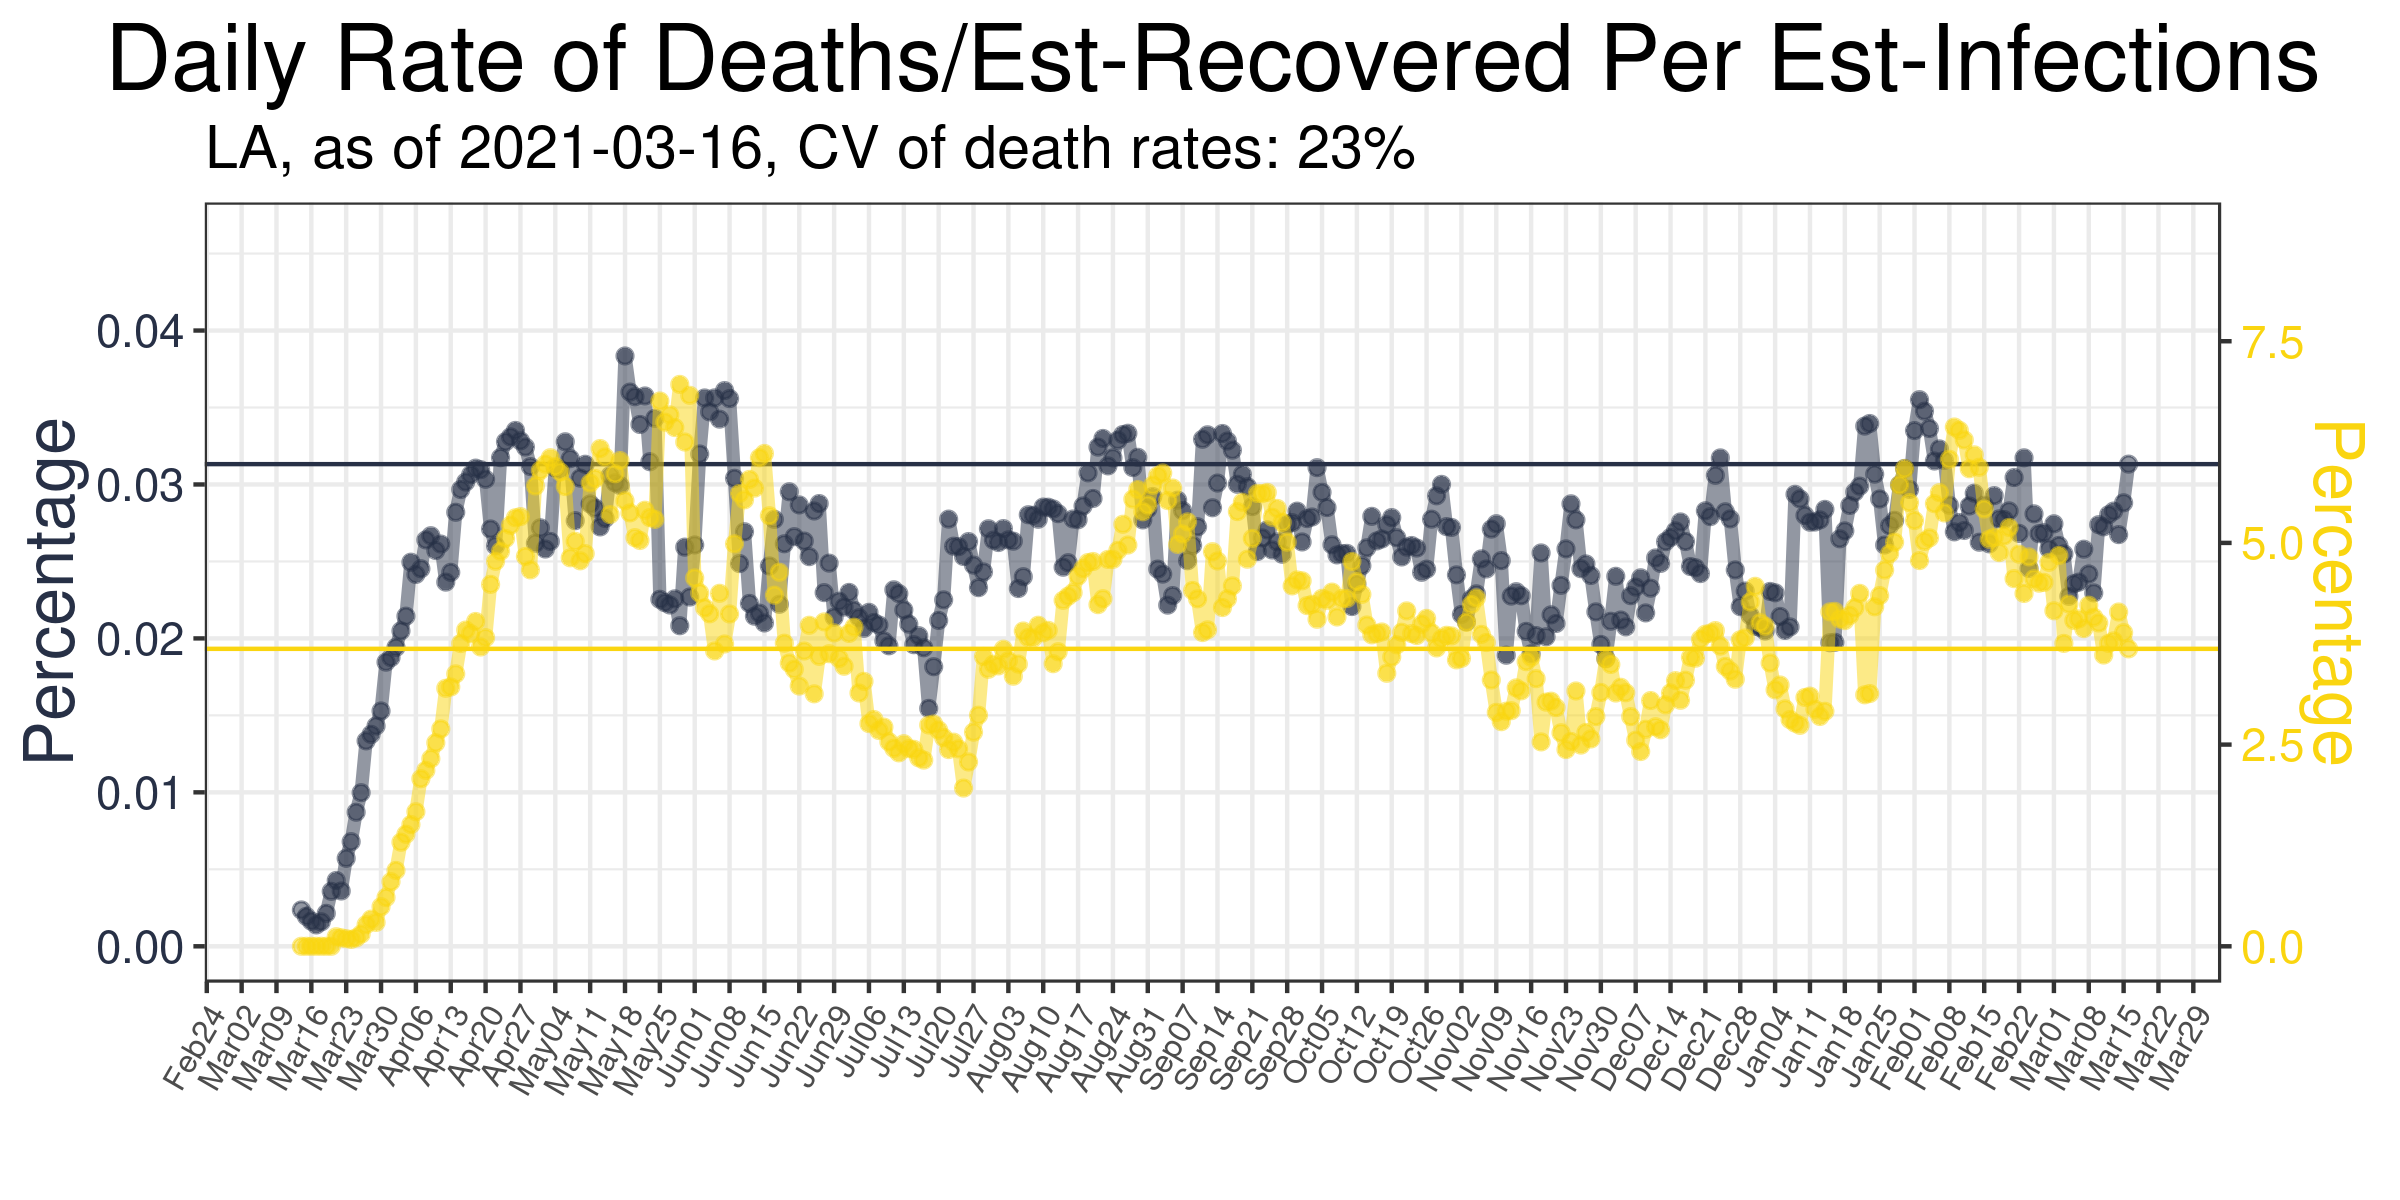 Daily Rate of Deaths/Est-Recovered Per Est-Infections
LA, as of 2021-03-16, CV of death rates: 23%
Percentage
0.04
0.03
0.02
0.01
0.00
7.5
5.0
2.5
0.0
Percentage
Feb24 Mar02 Mar09 Mar16 Mar23 Mar30 Apr06 Apr13 Apr20 Apr27 May04 May11 May18 May25 Jun01 Jun08 Jun15 Jun22 Jun29 Jul06 Jul13 Jul20 Jul27 Aug03 Aug10 Aug17 Aug24 Aug31 Sep07 Sep14 Sep21 Sep28 Oct05 Oct12 Oct19 Oct26 Nov02 Nov09 Nov16 Nov23 Nov30 Dec07 Dec14 Dec21 Dec28 Jan04 Jan11 Jan18 Jan25 Feb01 Feb08 Feb15 Feb22 Mar01 Mar08 Mar15 Mar22 Mar29